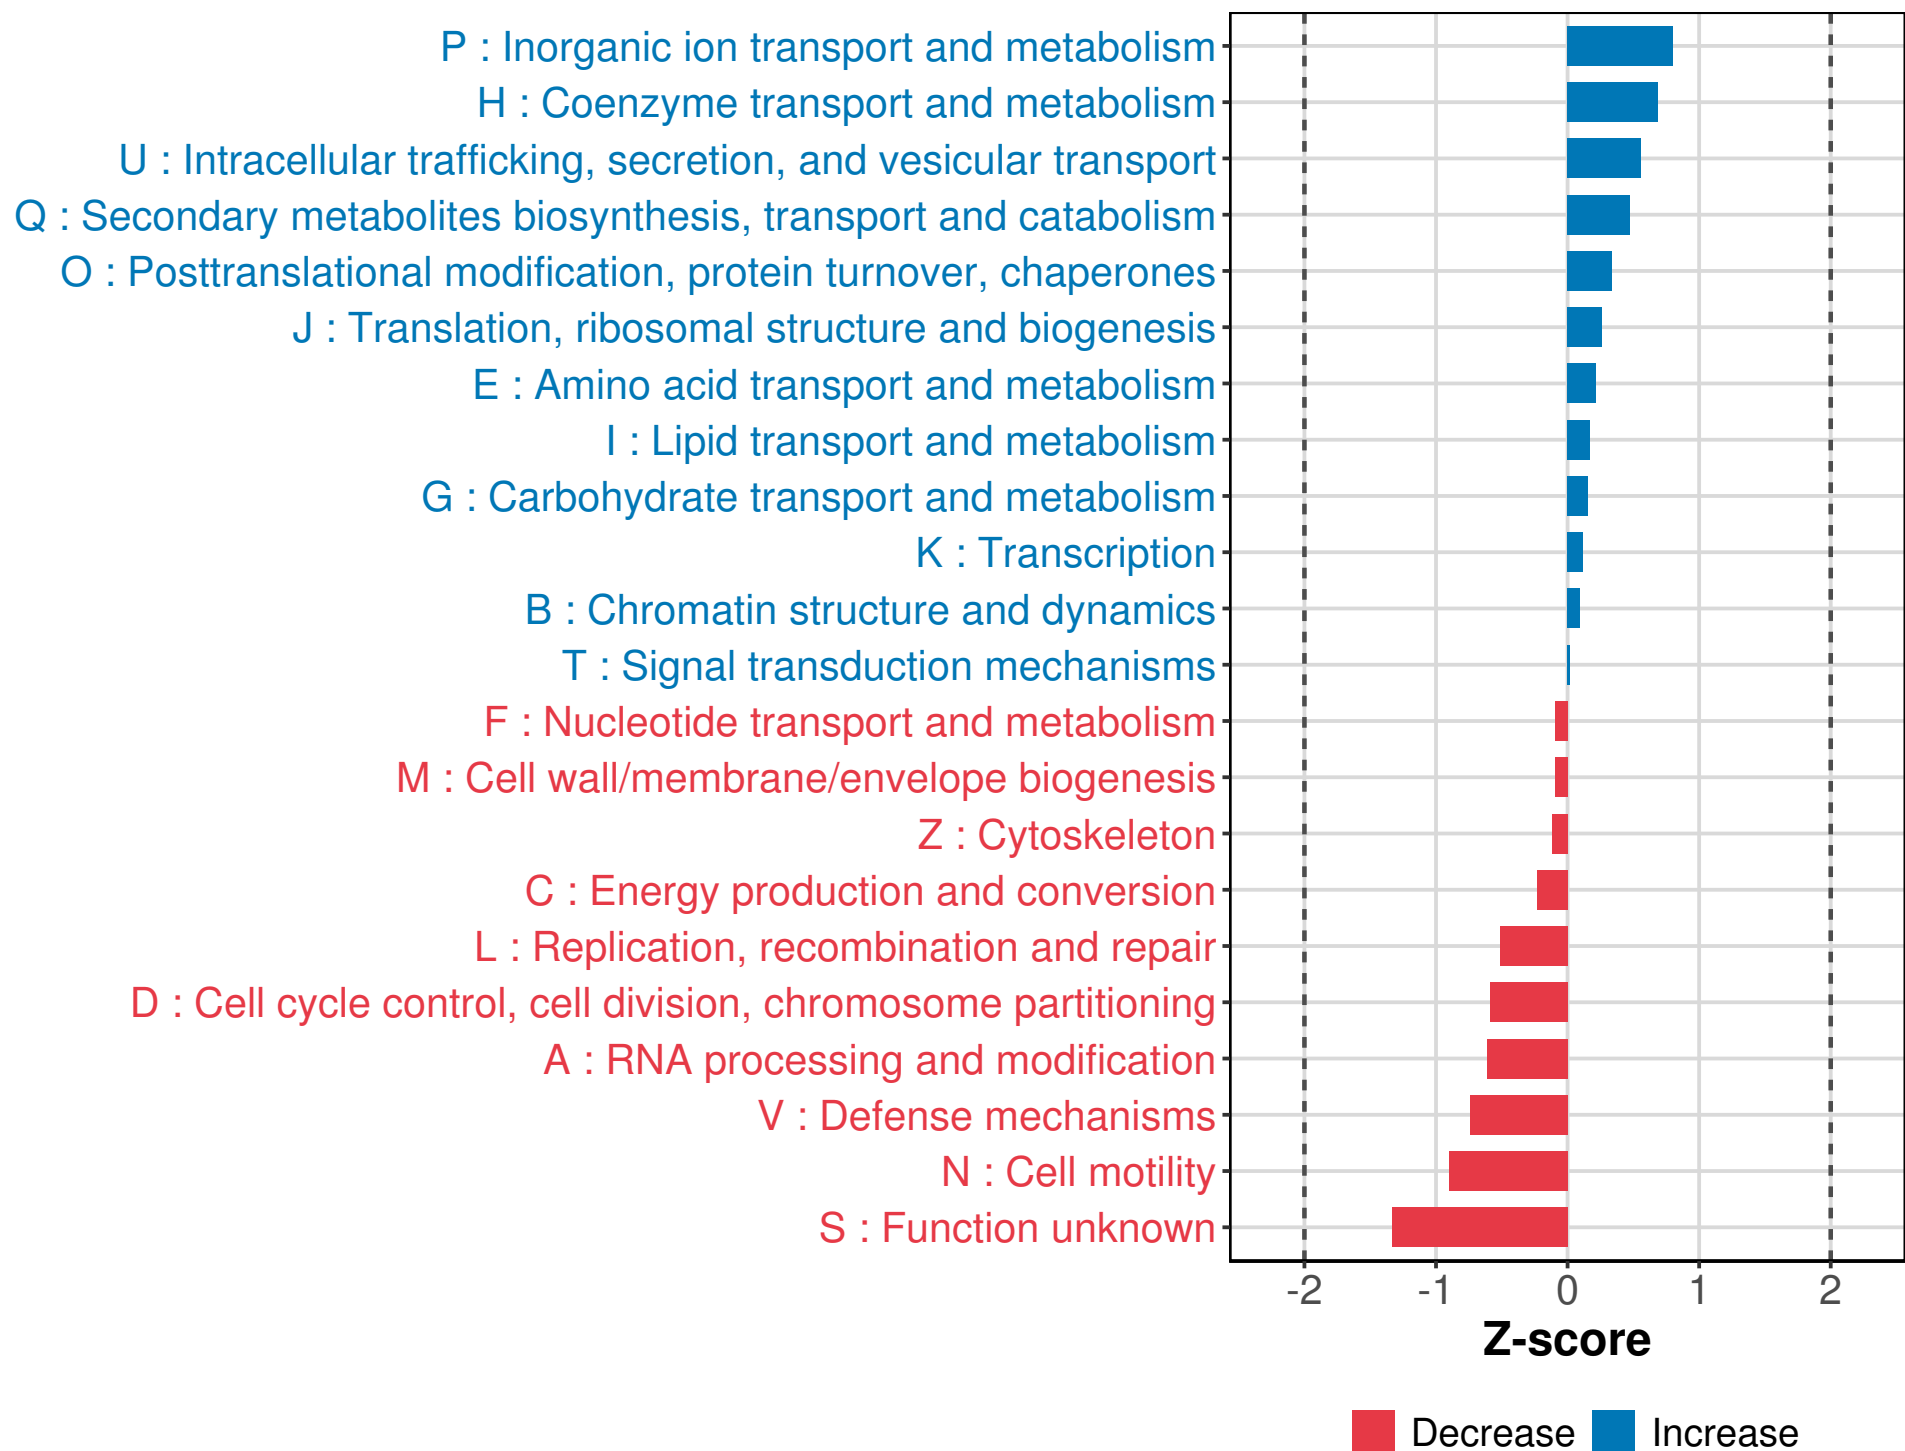 P : Inorganic ion transport and metabolism
H : Coenzyme transport and metabolism
U : Intracellular trafficking, secretion, and vesicular transport
Q : Secondary metabolites biosynthesis, transport and catabolism
O : Posttranslational modification, protein turnover, chaperones
J : Translation, ribosomal structure and biogenesis
E : Amino acid transport and metabolism
I : Lipid transport and metabolism
G : Carbohydrate transport and metabolism
K : Transcription
B : Chromatin structure and dynamics
T : Signal transduction mechanisms
F : Nucleotide transport and metabolism
M : Cell wall/membrane/envelope biogenesis
Z : Cytoskeleton
C : Energy production and conversion
L : Replication, recombination and repair
D : Cell cycle control, cell division, chromosome partitioning
A : RNA processing and modification
V : Defense mechanisms
N : Cell motility
S : Function unknown
-2 -1 0 1 2
Z-score
Decrease Increase